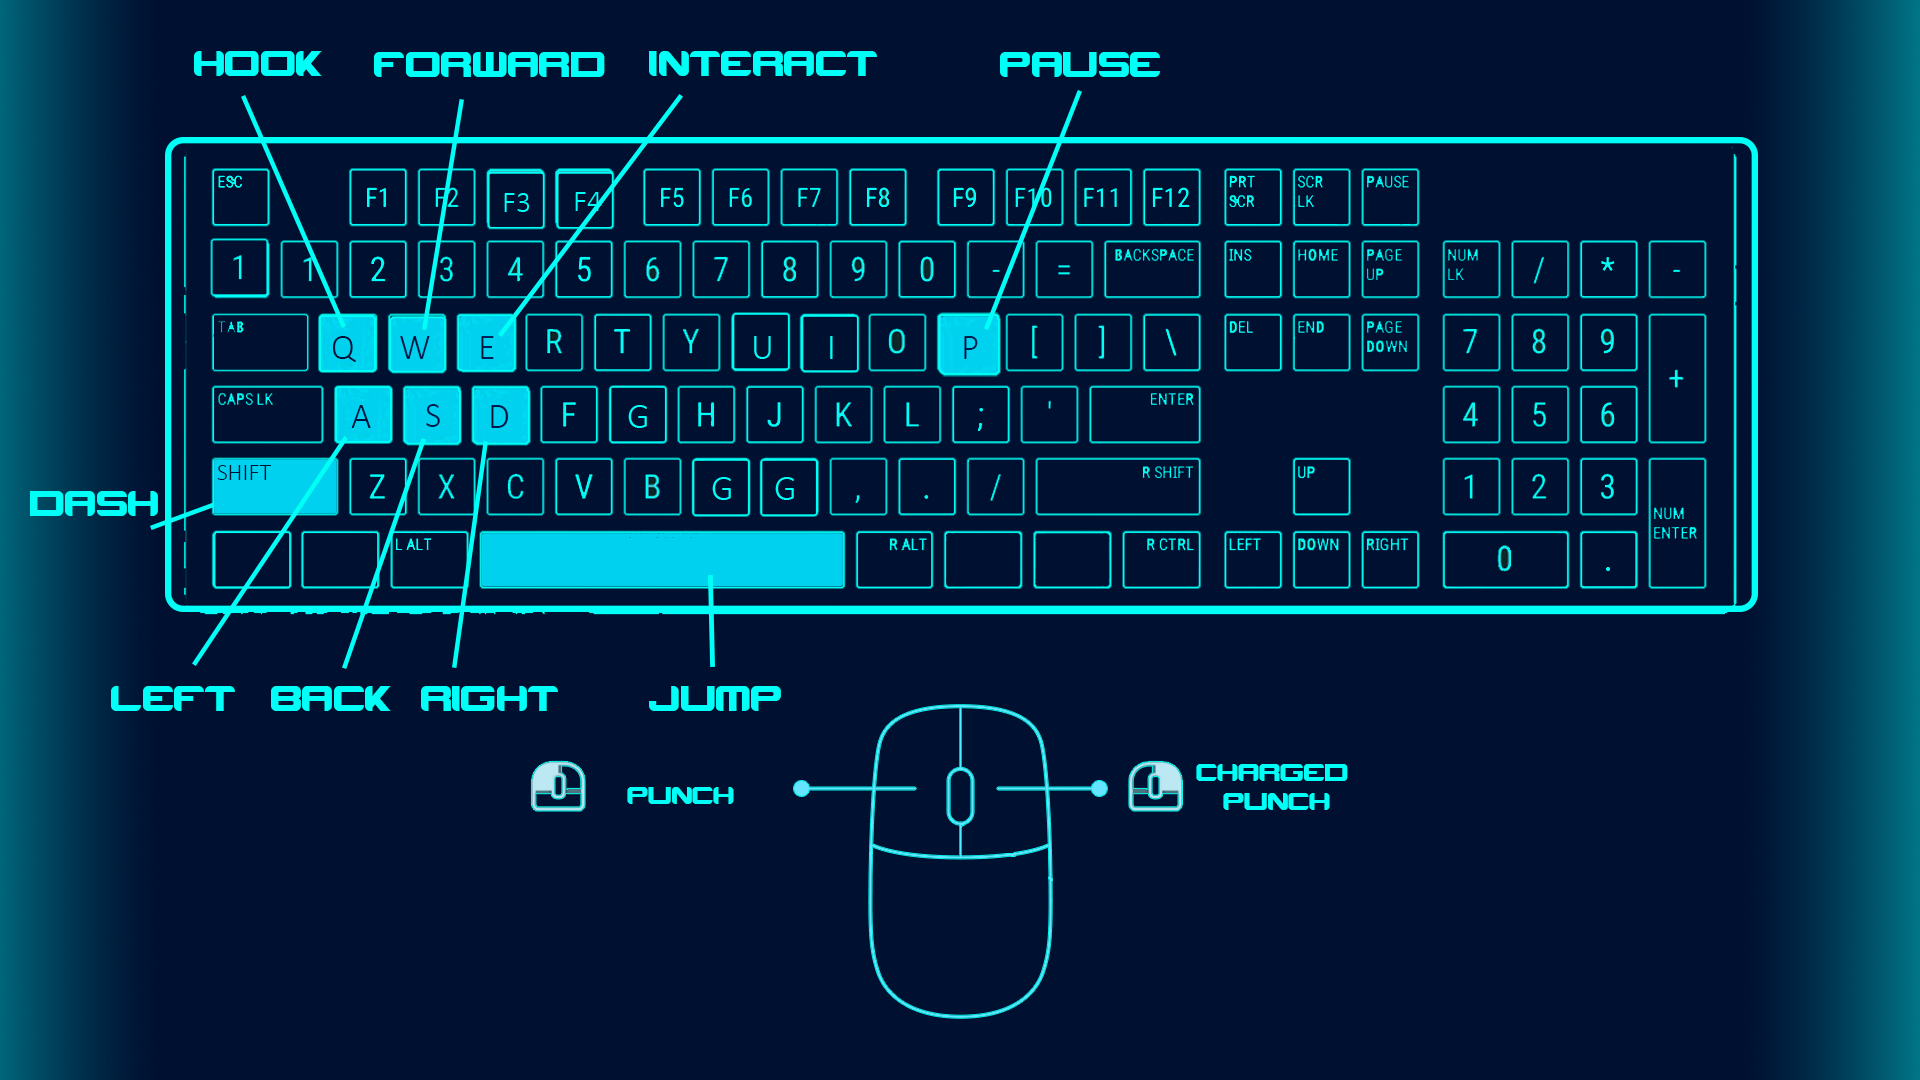 HOOK FORWARD INTERACT PAUSE
ESC F1 F2 F3 F4 F5 F6 F7 F8 F9 F10 F11 F12 PRT SCR SCR LK PAUSE
1 1 2 3 4 5 6 7 8 9 0 - = BACKSPACE INS HOME PAGE UP NUM LK / * -
TAB Q W E R T Y U I O P [ ] \ DEL END PAGE DOWN 7 8 9 +
CAPS LK A S D F G H J K L ; ' ENTER 4 5 6
SHIFT Z X C V B G G , . / R SHIFT UP 1 2 3 NUM ENTER
DASH
L ALT R ALT R CTRL LEFT DOWN RIGHT 0 .
LEFT BACK RIGHT JUMP
PUNCH
CHARGED
PUNCH